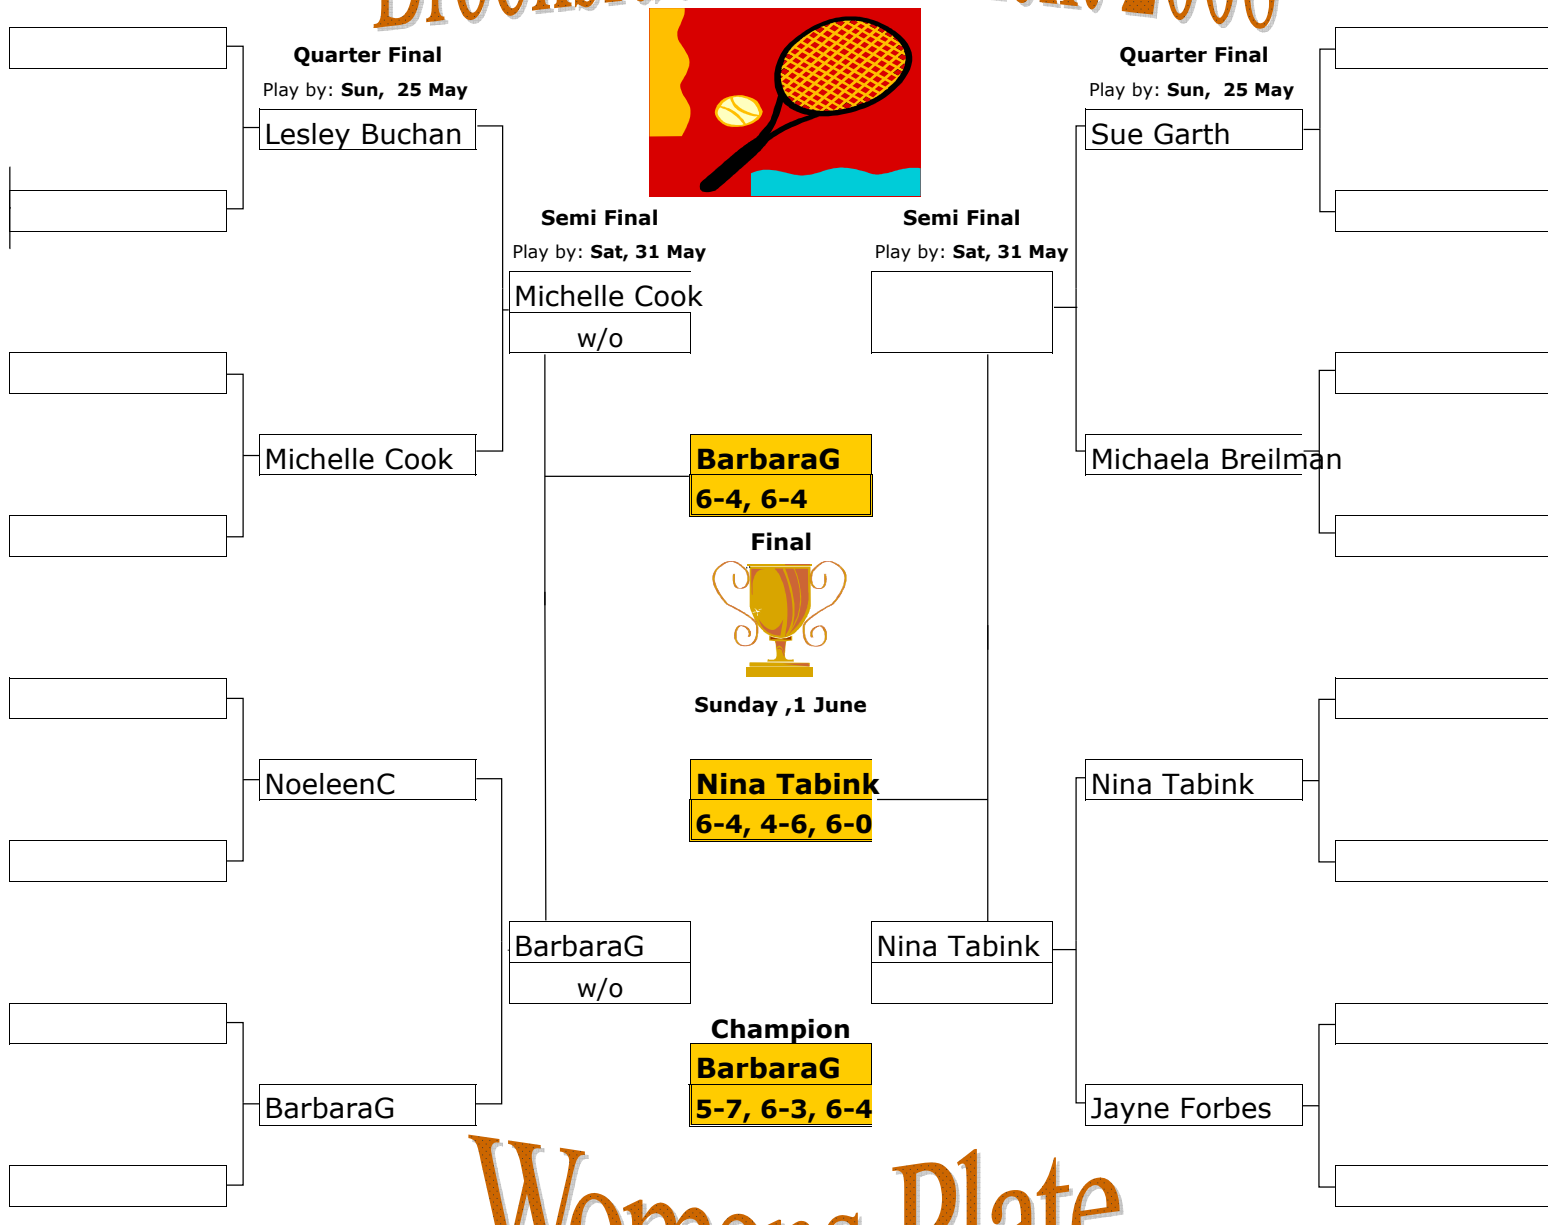 2008
Quarter Final
Quarter Final
Play by: Sun,  25 May
Play by: Sun,  25 May
Lesley Buchan
Sue Garth
Semi Final
Semi Final
Play by: Sat, 31 May
Play by: Sat, 31 May
Michelle Cook
w/o
Michelle Cook
BarbaraG
Michaela Breilman
6-4, 6-4
Final
Sunday ,1 June
NoeleenC
Nina Tabink
Nina Tabink
6-4, 4-6, 6-0
BarbaraG
Nina Tabink
w/o
Champion
BarbaraG
BarbaraG
5-7, 6-3, 6-4
Jayne Forbes
Womens Plate